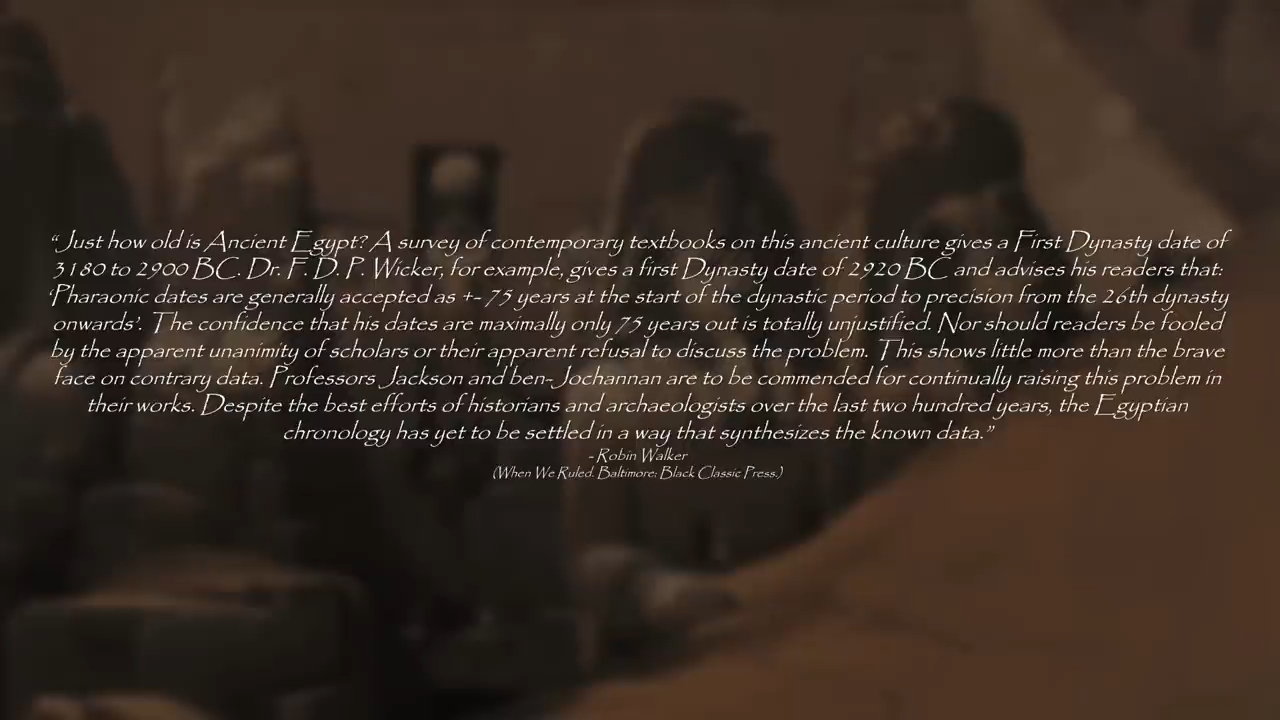 “Just how old is Ancient Egypt? A survey of contemporary textbooks on this ancient culture gives a First Dynasty date of
3180 to 2900 BC. Dr. F. D. P. Wicker, for example, gives a first Dynasty date of 2920 BC and advises his readers that:
‘Pharaonic dates are generally accepted as +- 75 years at the start of the dynastic period to precision from the 26th dynasty
onwards’. The confidence that his dates are maximally only 75 years out is totally unjustified. Nor should readers be fooled
by the apparent unanimity of scholars or their apparent refusal to discuss the problem. This shows little more than the brave
face on contrary data. Professors Jackson and ben-Jochannan are to be commended for continually raising this problem in
their works. Despite the best efforts of historians and archaeologists over the last two hundred years, the Egyptian
chronology has yet to be settled in a way that synthesizes the known data.”
- Robin Walker
(When We Ruled. Baltimore: Black Classic Press.)